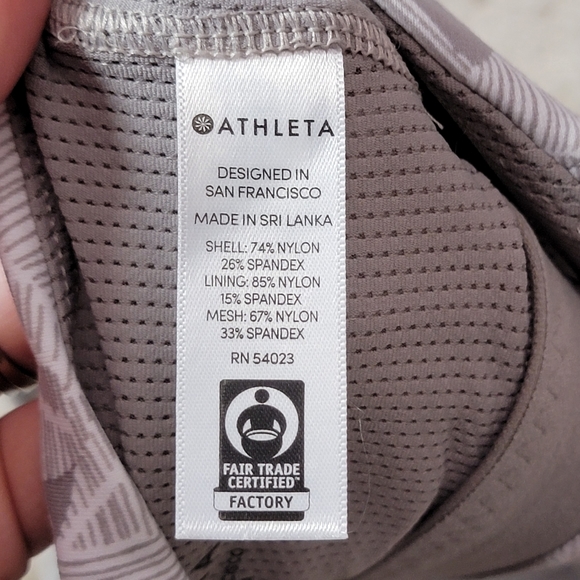 ATHLETA
DESIGNED IN
SAN FRANCISCO
MADE IN SRI LANKA
SHELL: 74% NYLON
26% SPANDEX
LINING: 85% NYLON
15% SPANDEX
MESH: 67% NYLON
33% SPANDEX
RN 54023
FAIR TRADE
CERTIFIED™
FACTORY